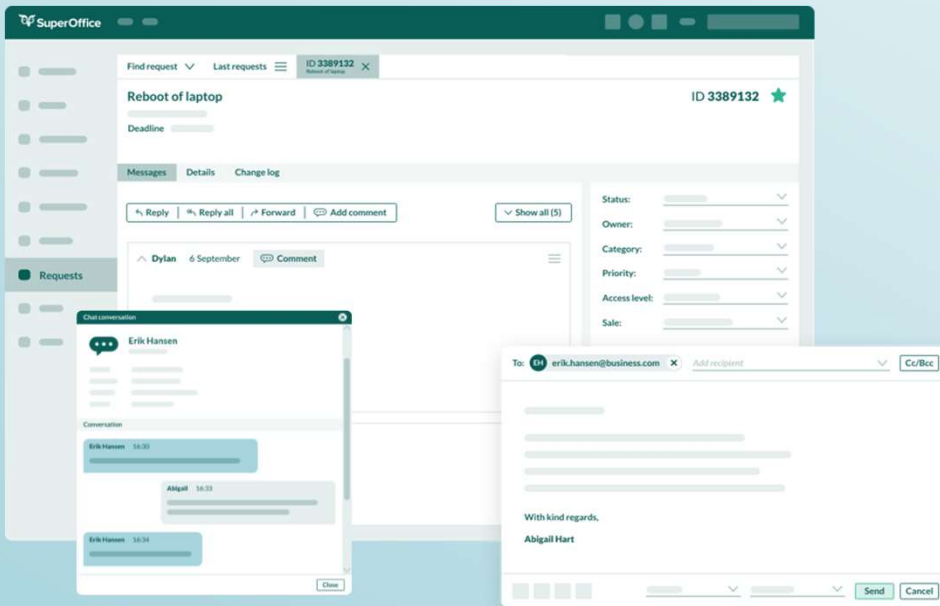 SuperOffice
Find request Last requests ID 3389132
Reboot of laptop
Reboot of laptop ID 3389132
Deadline
Messages Details Change log
Reply Reply all Forward Add comment Show all (5)
Dylan 6 September Comment
Status:
Owner:
Category:
Priority:
Access level:
Sale:
Requests
Chat conversation
Erik Hansen
Conversation
Erik Hansen 16:30
Abigail 16:33
Erik Hansen 16:34
Close
To: EH erik.hansen@business.com Add recipient Cc/Bcc
With kind regards,
Abigail Hart
Send Cancel